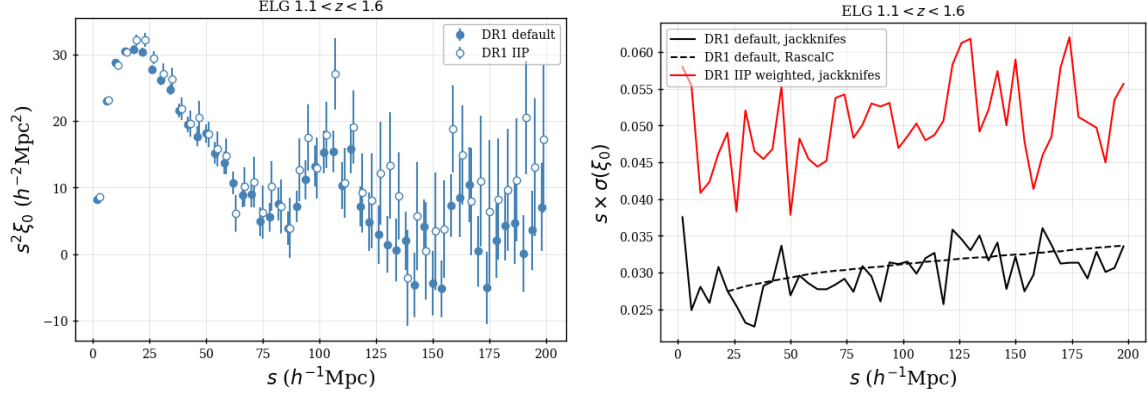 ELG 1.1 < z < 1.6
DR1 default
DR1 IIP
30
20
10
0
−10
s²ξ₀ (h⁻²Mpc²)
0 25 50 75 100 125 150 175 200
s (h⁻¹Mpc)
ELG 1.1 < z < 1.6
DR1 default, jackknifes
DR1 default, RascalC
DR1 IIP weighted, jackknifes
0.060
0.055
0.050
0.045
0.040
0.035
0.030
0.025
s × σ(ξ₀)
0 25 50 75 100 125 150 175 200
s (h⁻¹Mpc)